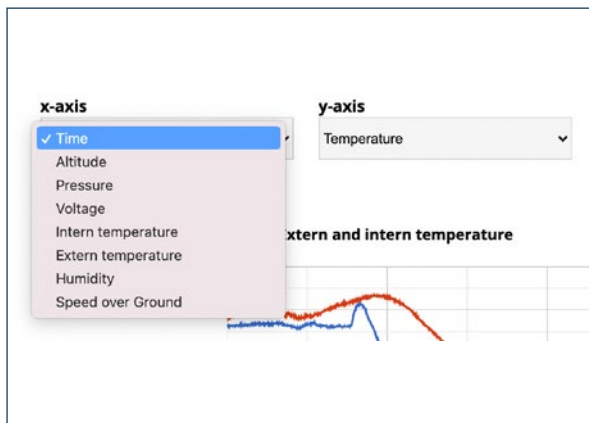 x-axis
y-axis
✓ Time
Temperature
Altitude
Pressure
Voltage
Intern temperature
Extern temperature
Humidity
Speed over Ground
xtern and intern temperature